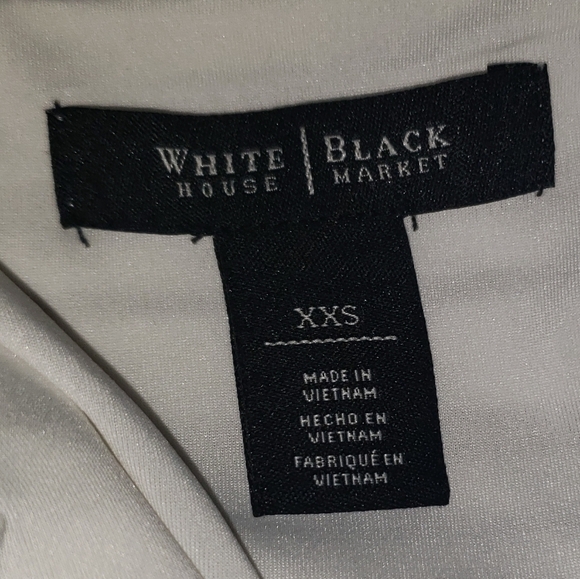 WHITE | BLACK
HOUSE | MARKET
XXS
MADE IN
VIETNAM
HECHO EN
VIETNAM
FABRIQUÉ EN
VIETNAM